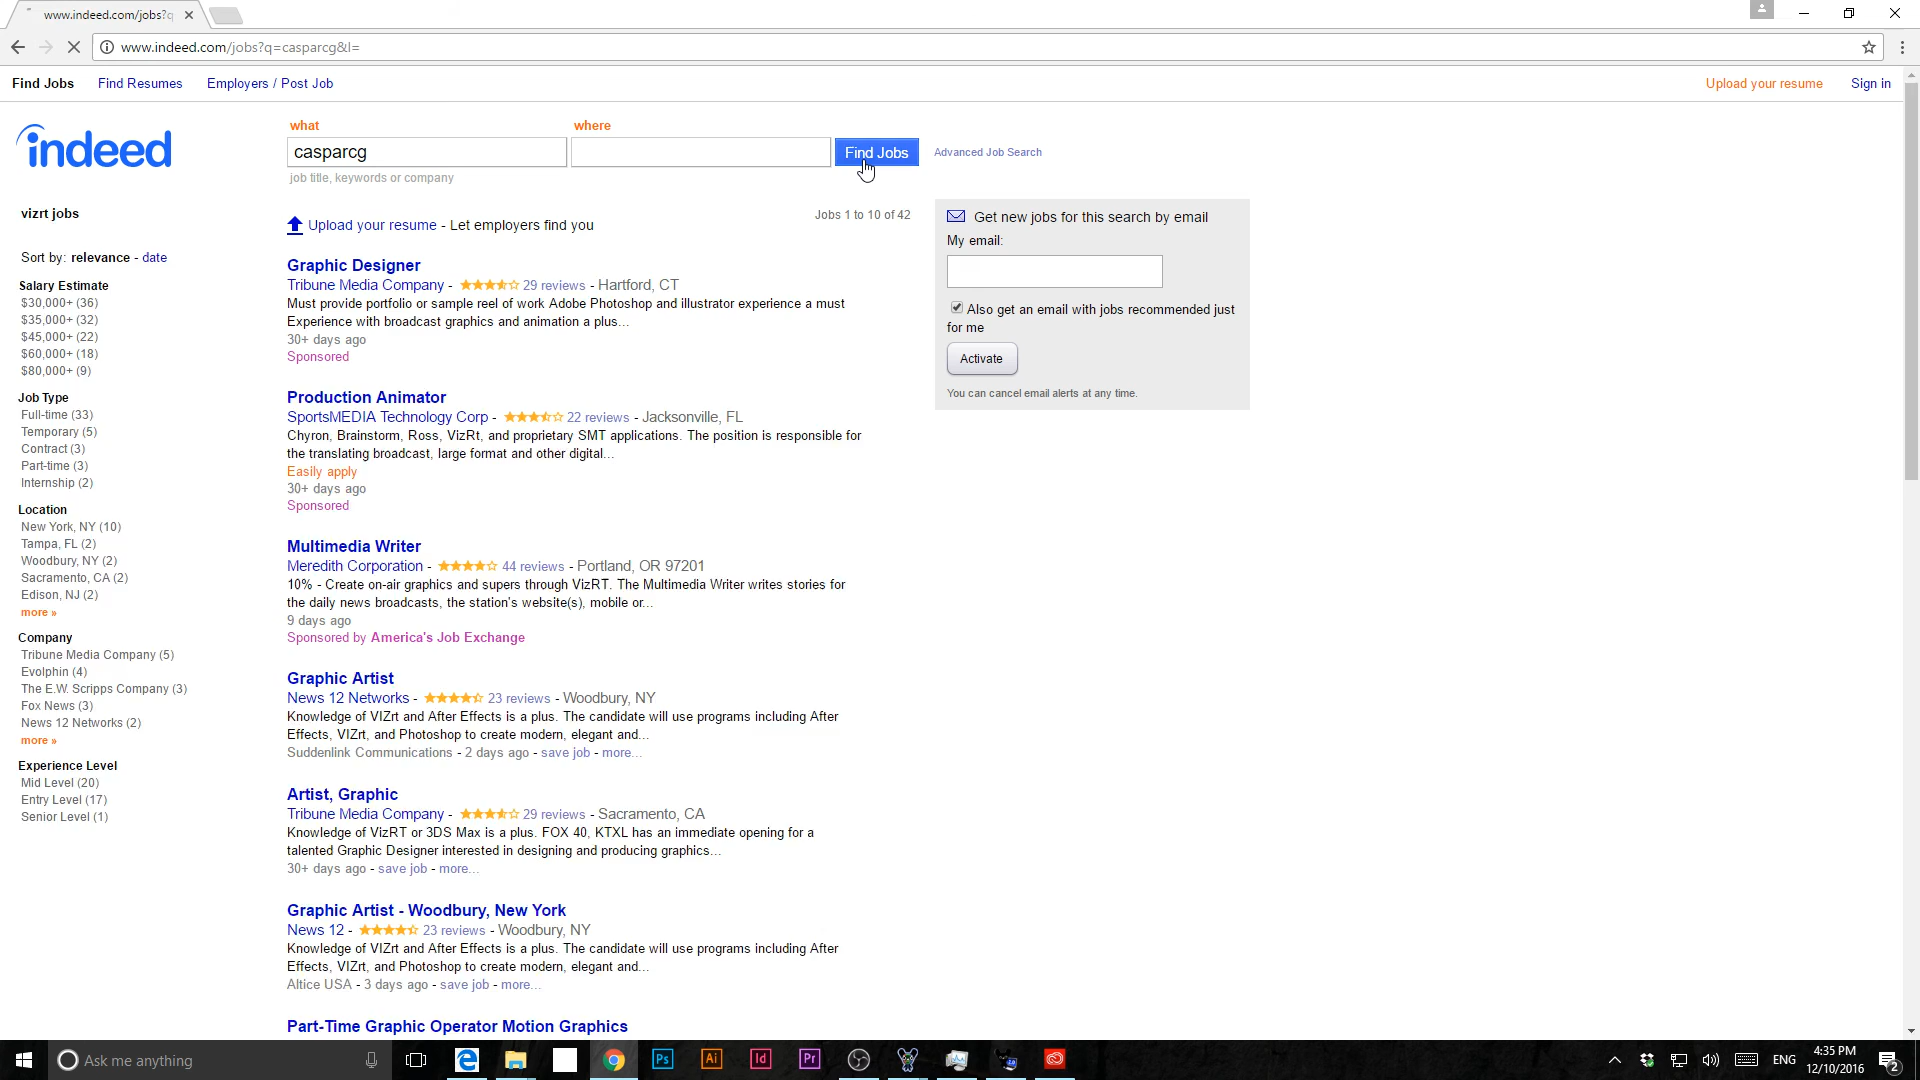 www.indeed.com/jobs?q
www.indeed.com/jobs?q=casparcg&l=
Find Jobs Find Resumes Employers / Post Job Upload your resume Sign in
indeed
what where
casparcg Find Jobs Advanced Job Search
job title, keywords or company
vizrt jobs
Sort by: relevance - date
Salary Estimate
$30,000+ (36)
$35,000+ (32)
$45,000+ (22)
$60,000+ (18)
$80,000+ (9)
Job Type
Full-time (33)
Temporary (5)
Contract (3)
Part-time (3)
Internship (2)
Location
New York, NY (10)
Tampa, FL (2)
Woodbury, NY (2)
Sacramento, CA (2)
Edison, NJ (2)
more »
Company
Tribune Media Company (5)
Evolphin (4)
The E.W. Scripps Company (3)
Fox News (3)
News 12 Networks (2)
more »
Experience Level
Mid Level (20)
Entry Level (17)
Senior Level (1)
Upload your resume - Let employers find you
Jobs 1 to 10 of 42
Graphic Designer
Tribune Media Company - 29 reviews - Hartford, CT
Must provide portfolio or sample reel of work Adobe Photoshop and illustrator experience a must
Experience with broadcast graphics and animation a plus...
30+ days ago
Sponsored
Production Animator
SportsMEDIA Technology Corp - 22 reviews - Jacksonville, FL
Chyron, Brainstorm, Ross, VizRt, and proprietary SMT applications. The position is responsible for
the translating broadcast, large format and other digital...
Easily apply
30+ days ago
Sponsored
Multimedia Writer
Meredith Corporation - 44 reviews - Portland, OR 97201
10% - Create on-air graphics and supers through VizRT. The Multimedia Writer writes stories for
the daily news broadcasts, the station's website(s), mobile or...
9 days ago
Sponsored by America's Job Exchange
Graphic Artist
News 12 Networks - 23 reviews - Woodbury, NY
Knowledge of VIZrt and After Effects is a plus. The candidate will use programs including After
Effects, VIZrt, and Photoshop to create modern, elegant and...
Suddenlink Communications - 2 days ago - save job - more...
Artist, Graphic
Tribune Media Company - 29 reviews - Sacramento, CA
Knowledge of VizRT or 3DS Max is a plus. FOX 40, KTXL has an immediate opening for a
talented Graphic Designer interested in designing and producing graphics...
30+ days ago - save job - more...
Graphic Artist - Woodbury, New York
News 12 - 23 reviews - Woodbury, NY
Knowledge of VIZrt and After Effects is a plus. The candidate will use programs including After
Effects, VIZrt, and Photoshop to create modern, elegant and...
Altice USA - 3 days ago - save job - more...
Part-Time Graphic Operator Motion Graphics
Get new jobs for this search by email
My email:
Also get an email with jobs recommended just
for me
Activate
You can cancel email alerts at any time.
Ask me anything
Ps Ai Id Pr
ENG
4:35 PM
12/10/2016
2